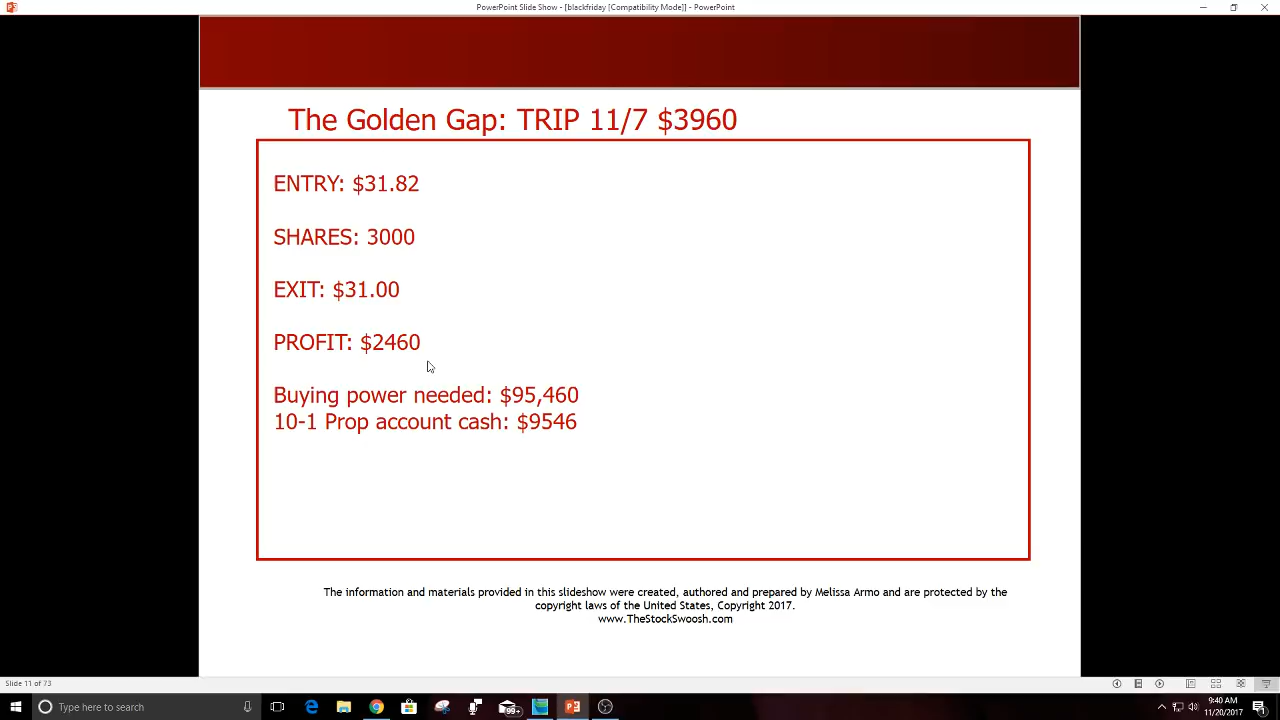 PowerPoint Slide Show - [blackfriday [Compatibility Mode]] - PowerPoint
The Golden Gap: TRIP 11/7 $3960
ENTRY: $31.82
SHARES: 3000
EXIT: $31.00
PROFIT: $2460
Buying power needed: $95,460
10-1 Prop account cash: $9546
The information and materials provided in this slideshow were created, authored and prepared by Melissa Armo and are protected by the
copyright laws of the United States, Copyright 2017.
www.TheStockSwoosh.com
Slide 11 of 73
Type here to search
99+
9:40 AM
11/20/2017
1